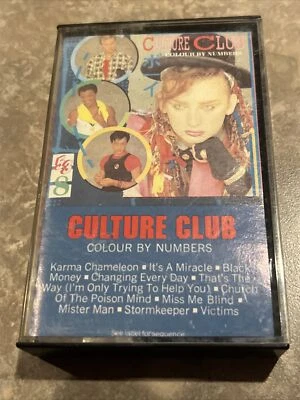 CULTURE CLUB
COLOUR BY NUMBERS
8
CULTURE CLUB
COLOUR BY NUMBERS
Karma Chameleon ■ It's A Miracle ■ Black
Money ■ Changing Every Day ■ That's The
Way (I'm Only Trying To Help You) ■ Church
Of The Poison Mind ■ Miss Me Blind ■
Mister Man ■ Stormkeeper ■ Victims
See label for sequence